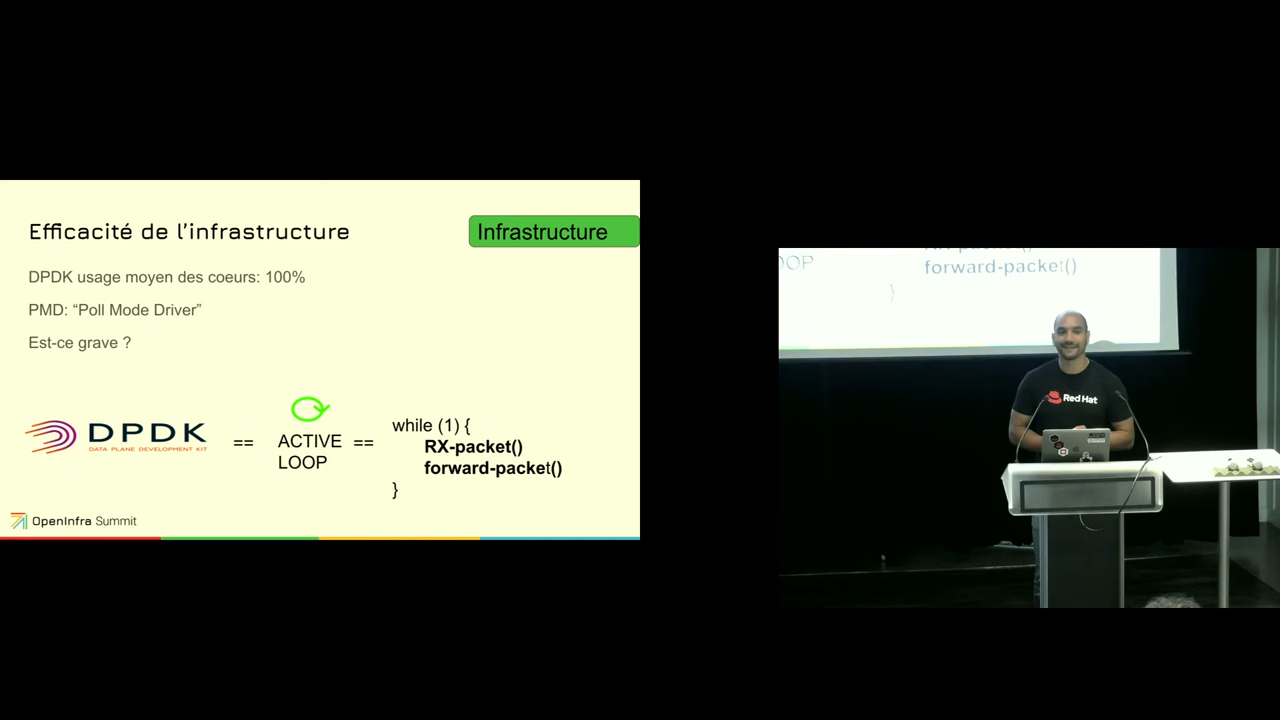 Efficacité de l'infrastructure
Infrastructure
DPDK usage moyen des coeurs: 100%
PMD: “Poll Mode Driver”
Est-ce grave ?
DPDK
DATA PLANE DEVELOPMENT KIT
==
ACTIVE
LOOP
==
while (1) {
RX-packet()
forward-packet()
}
OpenInfra Summit
OOP
forward-packet()
}
Red Hat